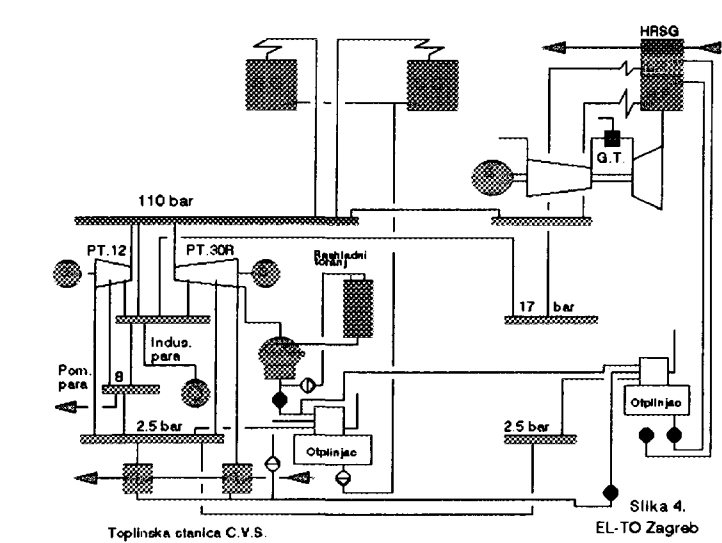 HRSG
G.T.
110 bar
PT.12
PT.30R
Rashladni
toranj
17 bar
Indus.
para
Pom.
para
8
2.5 bar
2.5 bar
Otplinjac
Otplinjac
Slika 4.
EL-TO Zagreb
Toplinska stanica C.V.S.